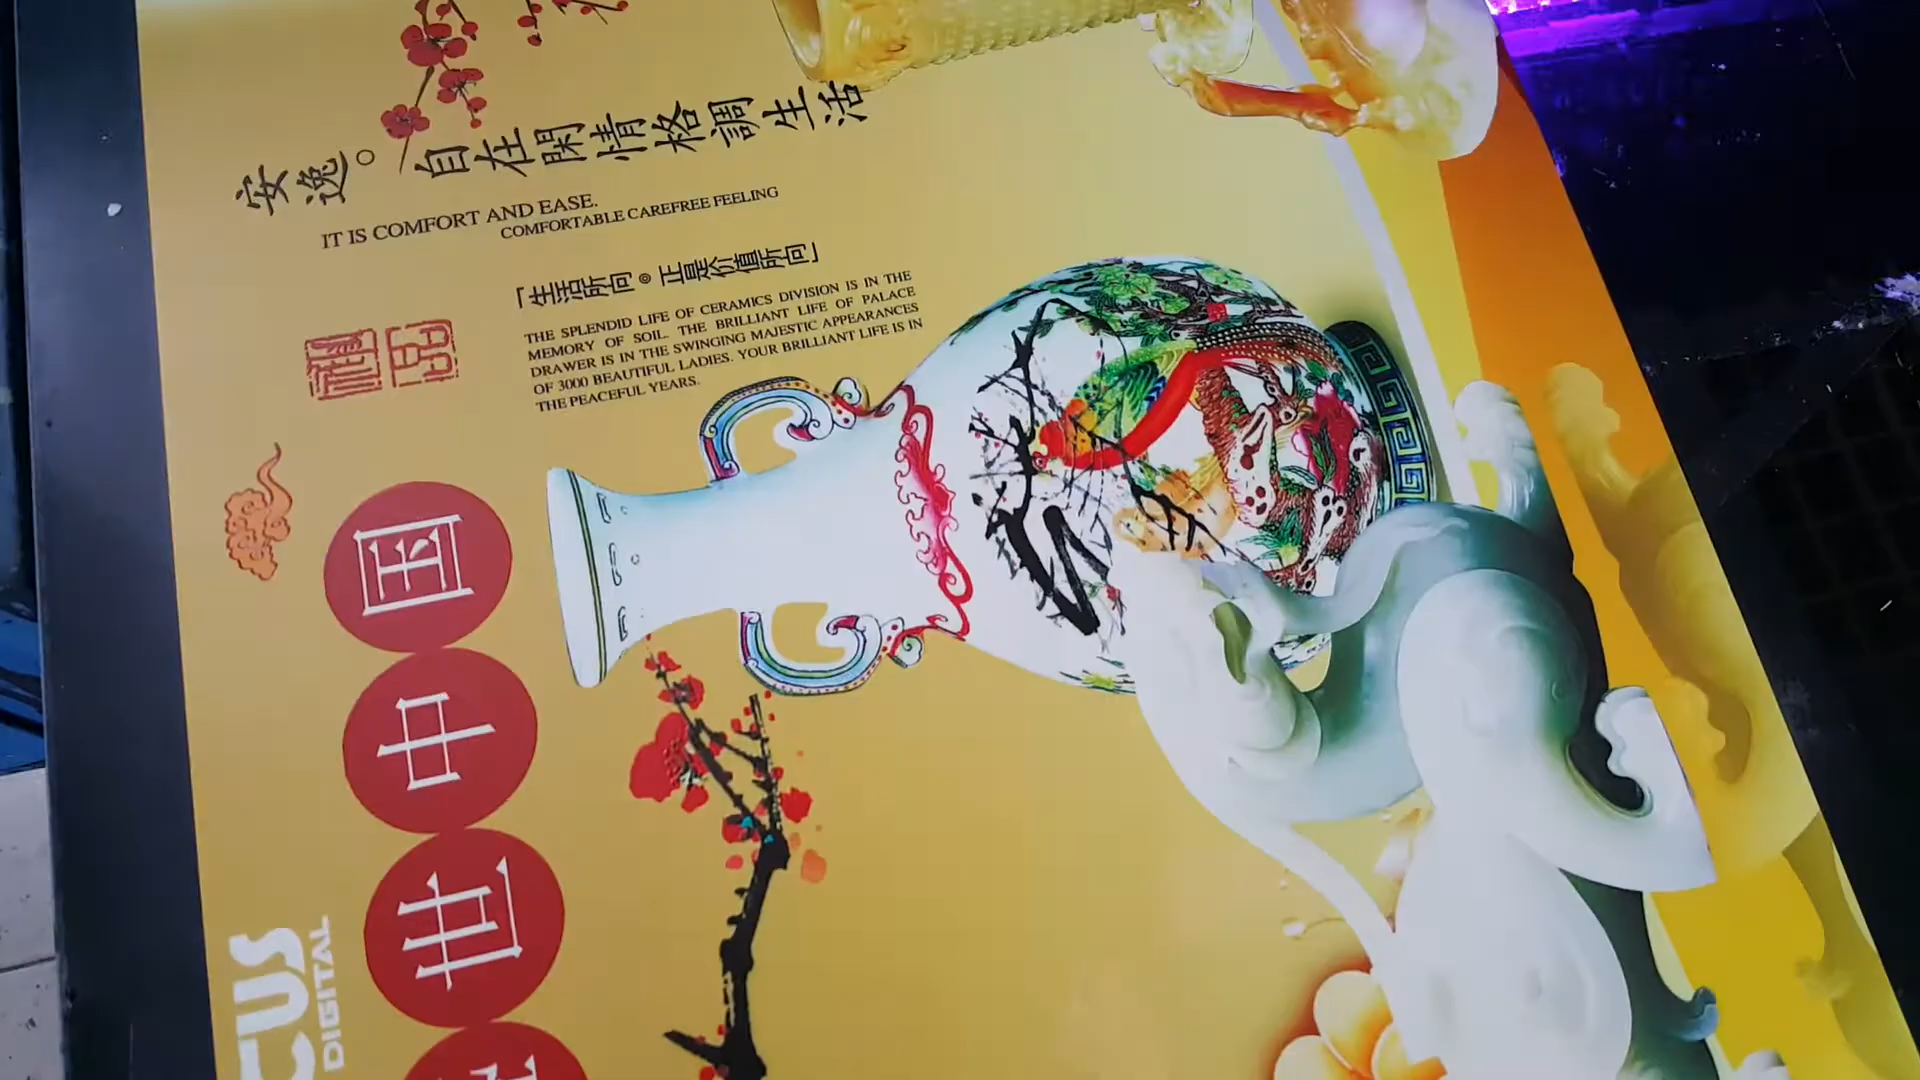 安逸。自在閑情格調生活
IT IS COMFORT AND EASE.
COMFORTABLE CAREFREE FEELING
「生活所向◎正是价值所向」
THE SPLENDID LIFE OF CERAMICS DIVISION IS IN THE
MEMORY OF SOIL. THE BRILLIANT LIFE OF PALACE
DRAWER IS IN THE SWINGING MAJESTIC APPEARANCES
OF 3000 BEAUTIFUL LADIES. YOUR BRILLIANT LIFE IS IN
THE PEACEFUL YEARS.
国
中
世
CUS
DIGITAL